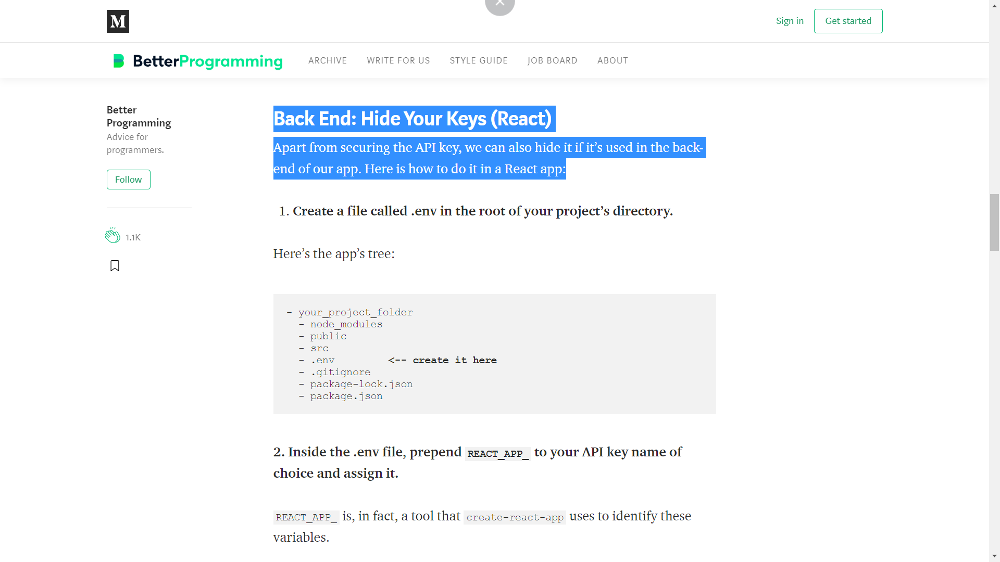 M
Sign in
Get started
BetterProgramming
ARCHIVE
WRITE FOR US
STYLE GUIDE
JOB BOARD
ABOUT
Better
Programming
Advice for
programmers.
Follow
1.1K
Back End: Hide Your Keys (React)
Apart from securing the API key, we can also hide it if it’s used in the back-
end of our app. Here is how to do it in a React app:
1. Create a file called .env in the root of your project’s directory.
Here’s the app’s tree:
- your_project_folder
- node_modules
- public
- src
- .env <-- create it here
- .gitignore
- package-lock.json
- package.json
2. Inside the .env file, prepend REACT_APP_ to your API key name of
choice and assign it.
REACT_APP_ is, in fact, a tool that create-react-app uses to identify these
variables.